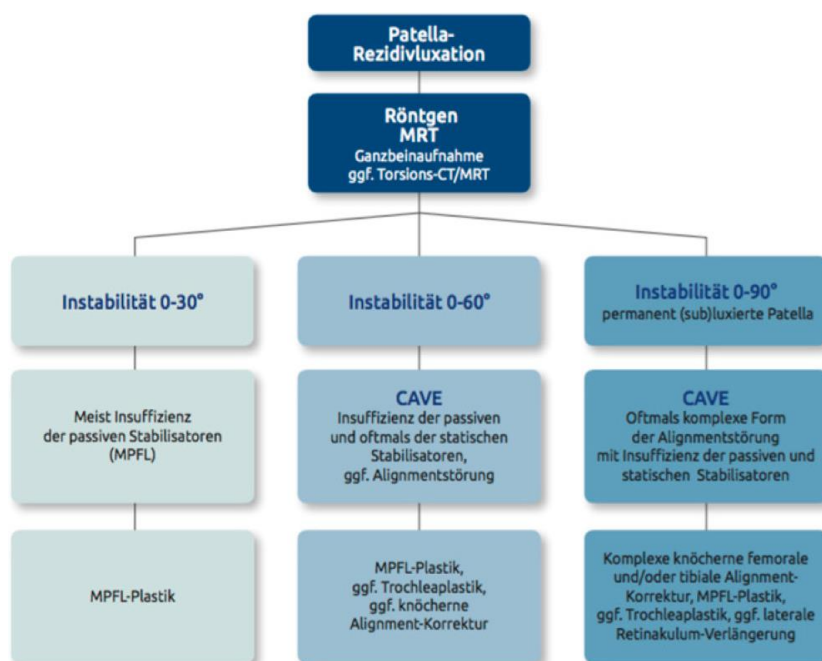 Patella-
Rezidivluxation
Röntgen
MRT
Ganzbeinaufnahme
ggf. Torsions-CT/MRT
Instabilität 0-30°
Instabilität 0-60°
Instabilität 0-90°
permanent (sub)luxierte Patella
Meist Insuffizienz
der passiven Stabilisatoren
(MPFL)
CAVE
Insuffizienz der passiven
und oftmals der statischen
Stabilisatoren,
ggf. Alignmentstörung
CAVE
Oftmals komplexe Form
der Alignmentstörung
mit Insuffizienz der passiven und
statischen Stabilisatoren
MPFL-Plastik
MPFL-Plastik,
ggf. Trochleaplastik,
ggf. knöcherne
Alignment-Korrektur
Komplexe knöcherne femorale
und/oder tibiale Alignment-
Korrektur, MPFL-Plastik,
ggf. Trochleaplastik, ggf. laterale
Retinakulum-Verlängerung